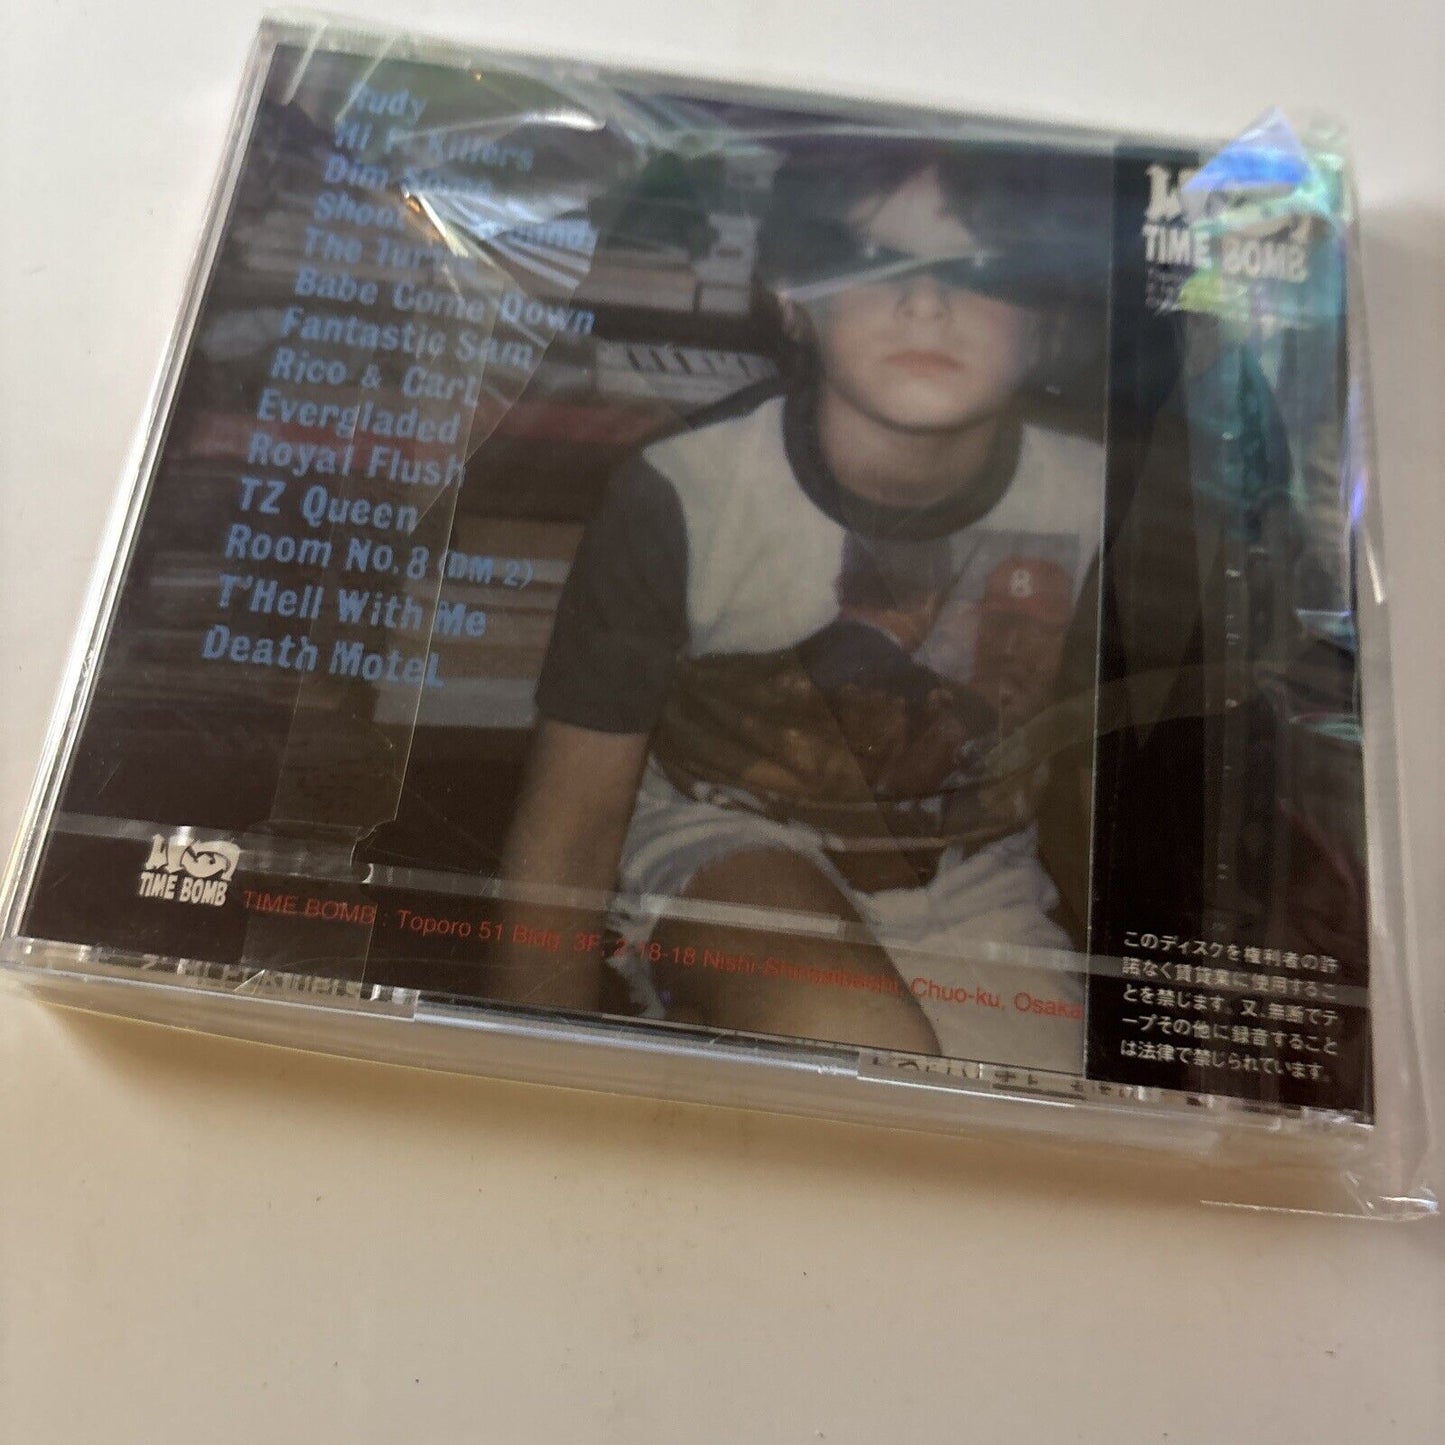 Rudy
Hi Fi Killers
Dim
Shoot
The
Babe Come Down
Fantastic Sam
Rico & CarL
Evergladed
Royal Flush
TZ Queen
Room No.8 (DM-2)
T'Hell With Me
Death MoteL
TIME BOMB
TIME BOMB : Toporo 51 Bldg. 3F, 2-18-18 Nishi-Shinsaibashi, Chuo-ku, Osaka
TIME BOMB
このディスクを権利者の許
諾なく賃貸業に使用するこ
とを禁じます。又、無断でテ
ープその他に録音すること
は法律で禁じられています。